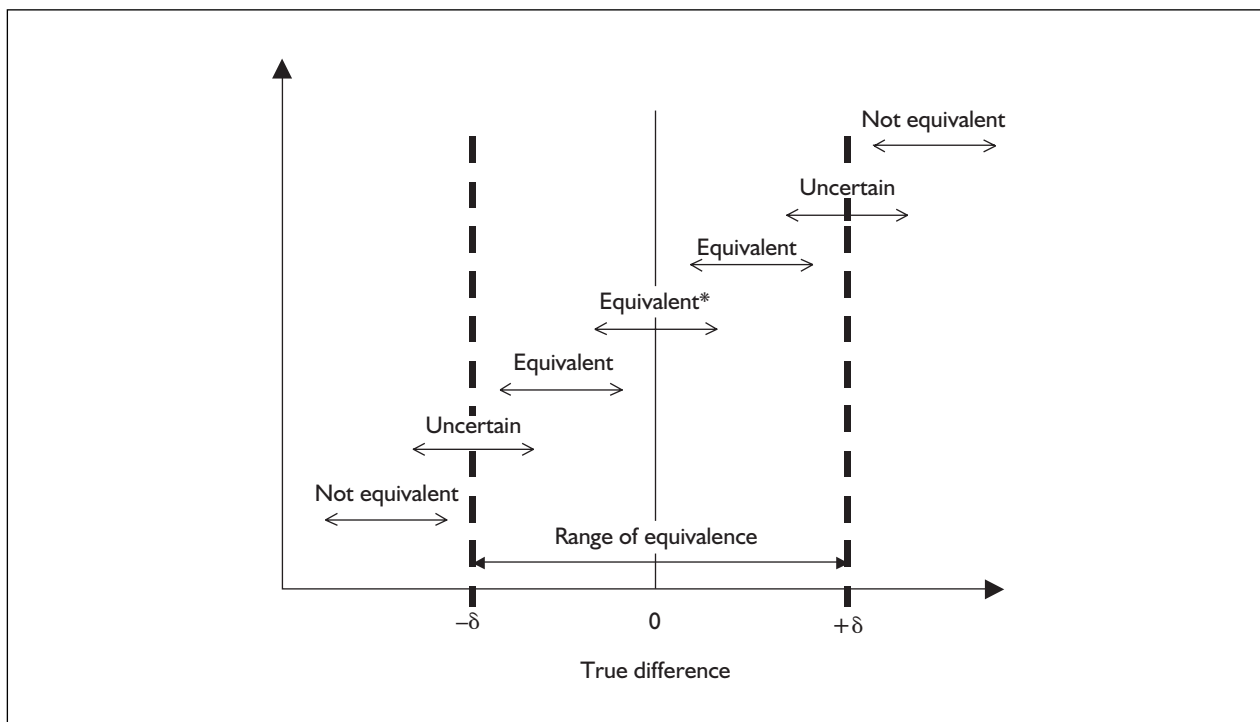 Not equivalent
Uncertain
Equivalent
Equivalent*
Equivalent
Uncertain
Not equivalent
Range of equivalence
–δ
0
+δ
True difference